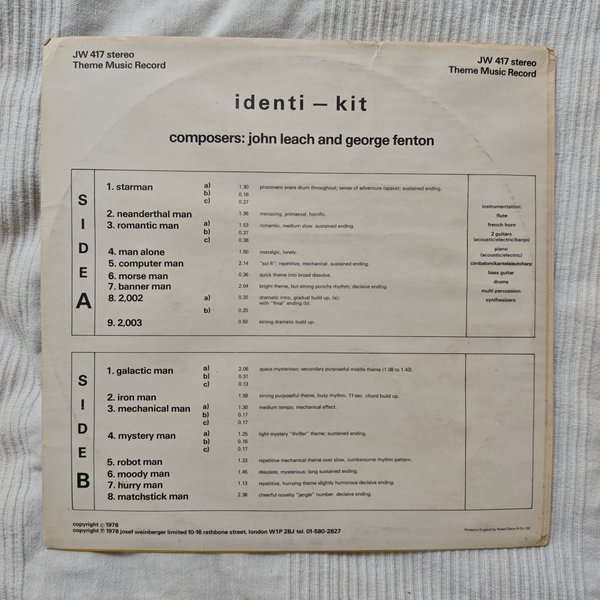 JW 417 stereo
Theme Music Record
JW 417 stereo
Theme Music Record
identi – kit
composers: john leach and george fenton
SIDE A
1. starman a) 1.30 prominent snare drum throughout; sense of adventure (space); sustained ending.
b) 0.16
c) 0.27
2. neanderthal man 1.36 menacing, primaeval, horrific.
3. romantic man a) 1.53 romantic, medium slow. sustained ending.
b) 0.37
c) 0.38
4. man alone 1.50 nostalgic, lonely.
5. computer man 2.14 "sci-fi"; repetitive, mechanical. sustained ending.
6. morse man 0.36 quick theme into broad dissolve.
7. banner man 2.04 bright theme, but strong punchy rhythm; decisive ending.
8. 2,002 a) 0.20 dramatic intro, gradual build up, (a);
with "final" ending (b).
b) 0.20
9. 2,003 0.50 strong dramatic build up.
instrumentation:
flute
french horn
2 guitars
(acoustic/electric/banjo)
piano
(acoustic/electric)
cimbalom/kantele/autoharp
bass guitar
drums
multi percussion
synthesizers
SIDE B
1. galactic man a) 2.06 space mysterioso; secondary purposeful middle theme (1.08 to 1.43).
b) 0.31
c) 0.13
2. iron man 1.58 strong purposeful theme, busy rhythm. 11-sec. chord build up.
3. mechanical man a) 1.30 medium tempo, mechanical effect.
b) 0.17
c) 0.17
4. mystery man a) 1.25 light mystery "thriller" theme; sustained ending.
b) 0.16
c) 0.17
5. robot man 1.33 repetitive mechanical theme over slow, cumbersome rhythm pattern.
6. moody man 1.45 desolate, mysterious; long sustained ending.
7. hurry man 1.13 repetitive, hurrying theme slightly humorous decisive ending.
8. matchstick man 2.38 cheerful novelty "jangle" number. decisive ending.
copyright © 1978
copyright ℗ 1978 josef weinberger limited 10-16 rathbone street, london W1P 2BJ tel. 01-580-2827
Printed in England by Robert Stace & Co Ltd.